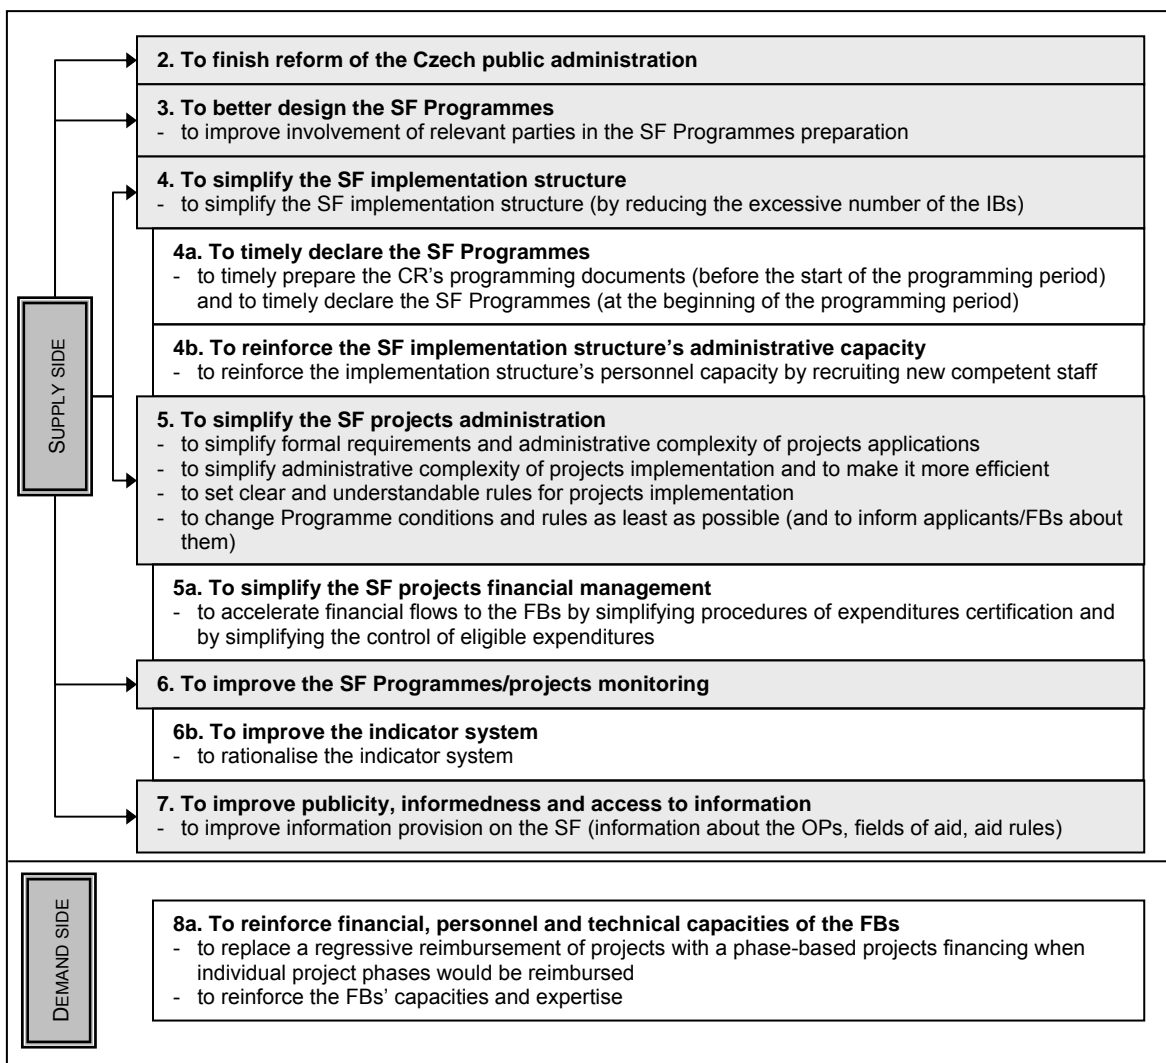 2. To finish reform of the Czech public administration
3. To better design the SF Programmes
- to improve involvement of relevant parties in the SF Programmes preparation
4. To simplify the SF implementation structure
- to simplify the SF implementation structure (by reducing the excessive number of the IBs)
4a. To timely declare the SF Programmes
- to timely prepare the CR's programming documents (before the start of the programming period)
and to timely declare the SF Programmes (at the beginning of the programming period)
4b. To reinforce the SF implementation structure's administrative capacity
- to reinforce the implementation structure's personnel capacity by recruiting new competent staff
SUPPLY SIDE
5. To simplify the SF projects administration
- to simplify formal requirements and administrative complexity of projects applications
- to simplify administrative complexity of projects implementation and to make it more efficient
- to set clear and understandable rules for projects implementation
- to change Programme conditions and rules as least as possible (and to inform applicants/FBs about
them)
5a. To simplify the SF projects financial management
- to accelerate financial flows to the FBs by simplifying procedures of expenditures certification and
by simplifying the control of eligible expenditures
6. To improve the SF Programmes/projects monitoring
6b. To improve the indicator system
- to rationalise the indicator system
7. To improve publicity, informedness and access to information
- to improve information provision on the SF (information about the OPs, fields of aid, aid rules)
DEMAND SIDE
8a. To reinforce financial, personnel and technical capacities of the FBs
- to replace a regressive reimbursement of projects with a phase-based projects financing when
individual project phases would be reimbursed
- to reinforce the FBs' capacities and expertise